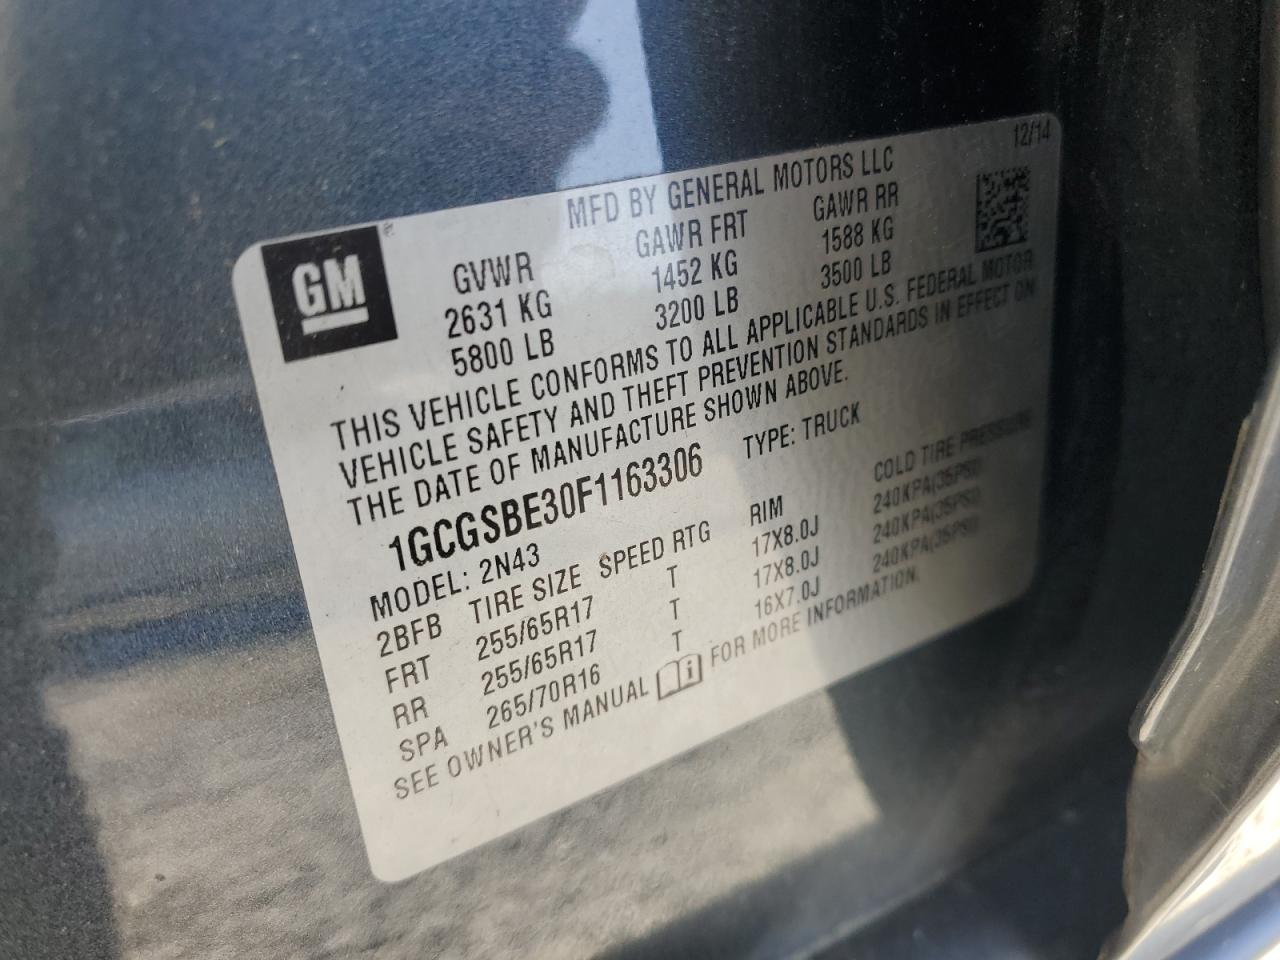 12/14
MFD BY GENERAL MOTORS LLC
GM
®
GVWR GAWR FRT GAWR RR
2631 KG 1452 KG 1588 KG
5800 LB 3200 LB 3500 LB
THIS VEHICLE CONFORMS TO ALL APPLICABLE U.S. FEDERAL MOTOR
VEHICLE SAFETY AND THEFT PREVENTION STANDARDS IN EFFECT ON
THE DATE OF MANUFACTURE SHOWN ABOVE.
1GCGSBE30F1163306 TYPE: TRUCK
MODEL: 2N43
2BFB TIRE SIZE SPEED RTG RIM COLD TIRE PRESSURE
FRT 255/65R17 T 17X8.0J 240KPA(35PSI)
RR 255/65R17 T 17X8.0J 240KPA(35PSI)
SPA 265/70R16 T 16X7.0J 240KPA(35PSI)
SEE OWNER'S MANUAL i FOR MORE INFORMATION.